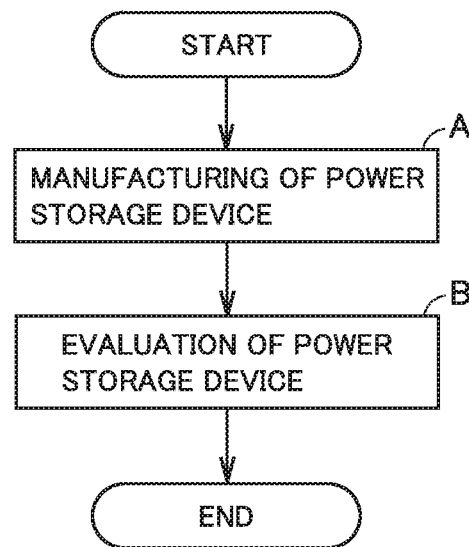 START
A
MANUFACTURING OF POWER
STORAGE DEVICE
B
EVALUATION OF POWER
STORAGE DEVICE
END